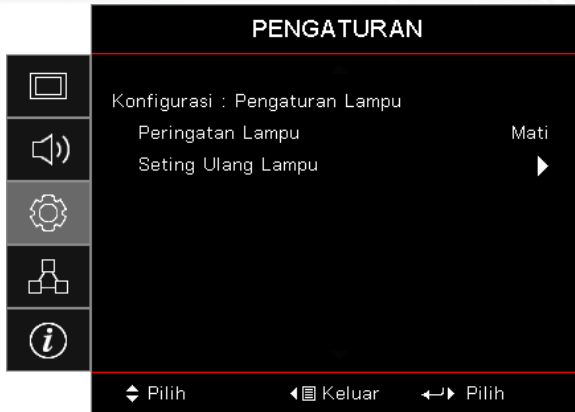 PENGATURAN
Konfigurasi : Pengaturan Lampu
Peringatan Lampu Mati
Seting Ulang Lampu
Pilih Keluar Pilih